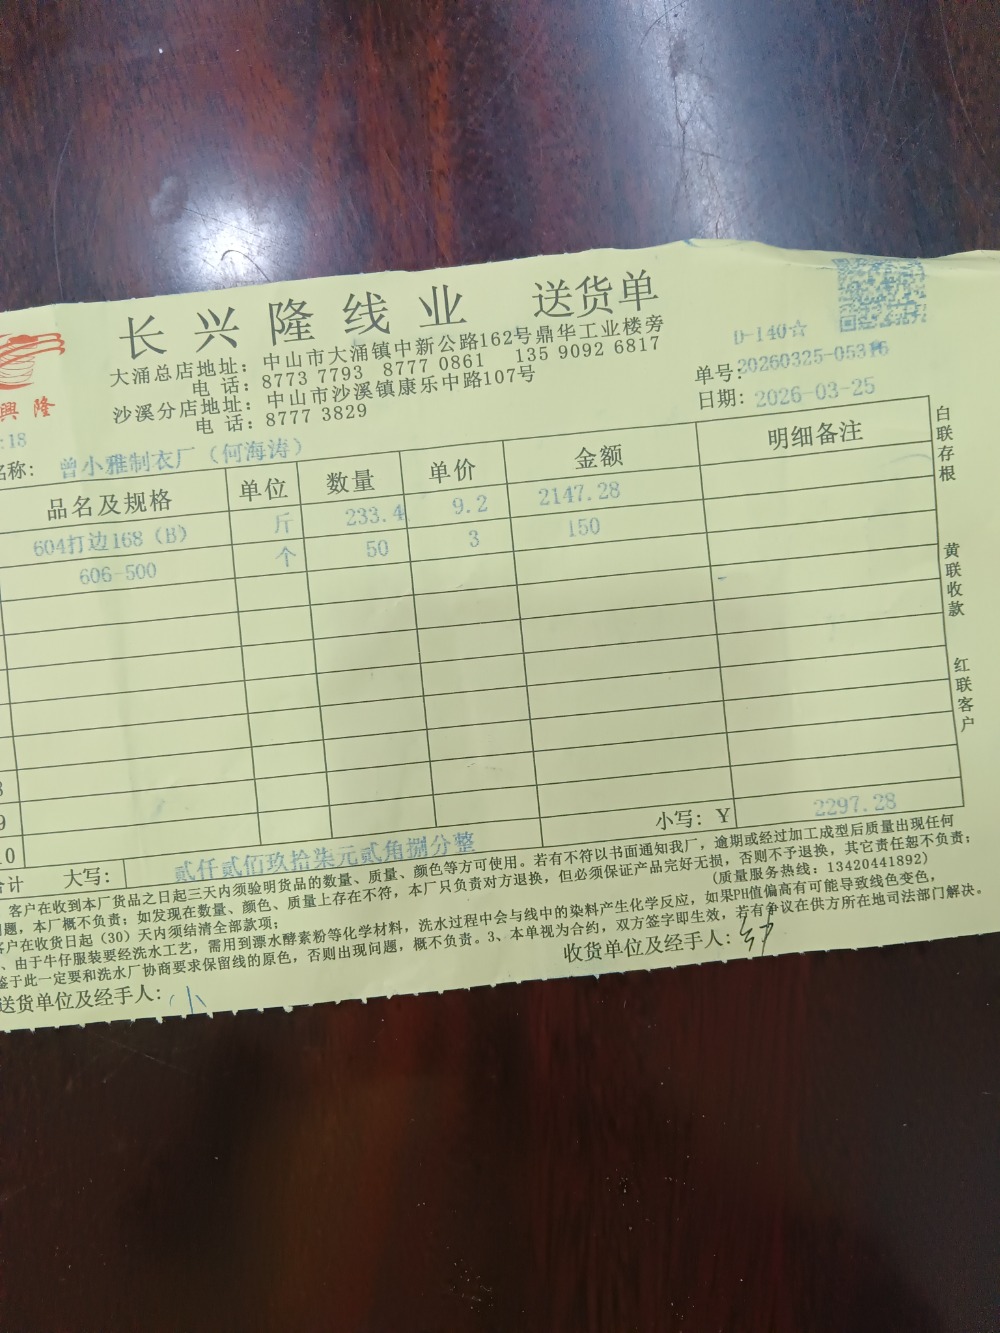 长兴隆线业 送货单
大涌总店地址：中山市大涌镇中新公路162号鼎华工业楼旁
电 话：8773 7793 8777 0861 135 9092 6817
沙溪分店地址：中山市沙溪镇康乐中路107号
电 话：8777 3829
興隆
D-140☆
单号：20260325-05316
日期：2026-03-25
:18
名称：曾小雅制衣厂（何海涛）
品名及规格 单位 数量 单价 金额 明细备注
604打边168（B） 斤 233.4 9.2 2147.28
606-500 个 50 3 150
8
9
10
小写：￥ 2297.28
合计 大写：贰仟贰佰玖拾柒元贰角捌分整
白联存根
黄联收款
红联客户
客户在收到本厂货品之日起三天内须验明货品的数量、质量、颜色等方可使用。若有不符以书面通知我厂，逾期或经过加工成型后质量出现任何
问题，本厂概不负责；如发现在数量、颜色、质量上存在不符，本厂只负责对方退换，但必须保证产品完好无损，否则不予退换，其它责任恕不负责；
客户在收货日起（30）天内须结清全部款项；
(质量服务热线：13420441892)
、由于牛仔服装要经洗水工艺，需用到漂水酵素粉等化学材料，洗水过程中会与线中的染料产生化学反应，如果PH值偏高有可能导致线色变色，
鉴于此一定要和洗水厂协商要求保留线的原色，否则出现问题，概不负责。3、本单视为合约，双方签字即生效，若有争议在供方所在地司法部门解决。
送货单位及经手人：
收货单位及经手人：